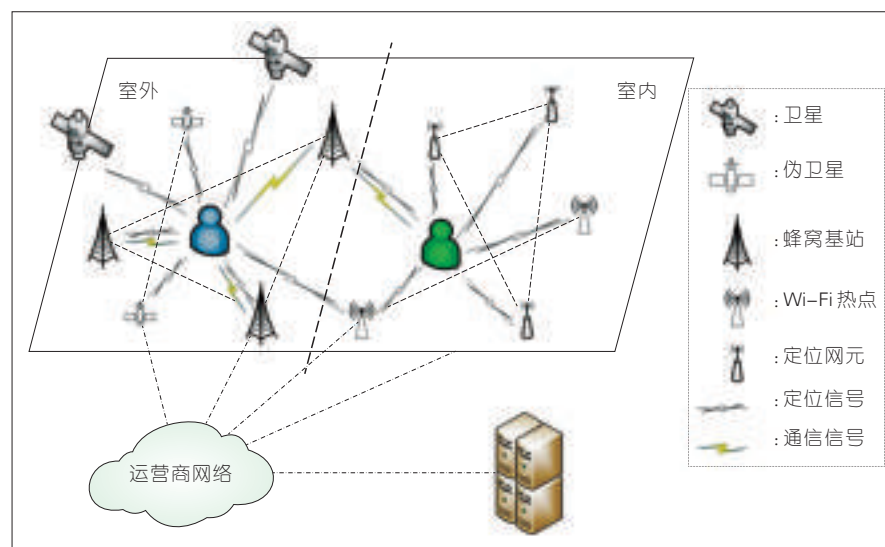 室外
室内
:卫星
:伪卫星
:蜂窝基站
:Wi–Fi 热点
:定位网元
:定位信号
:通信信号
运营商网络